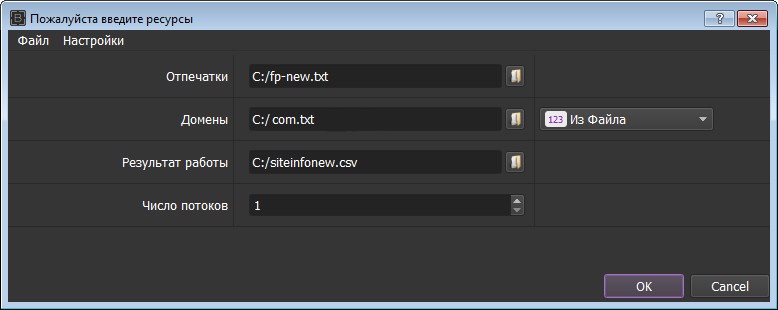 Пожалуйста введите ресурсы
Файл Настройки
Отпечатки C:/fp-new.txt
Домены C:/ com.txt 123 Из Файла
Результат работы C:/siteinfonew.csv
Число потоков 1
OK Cancel